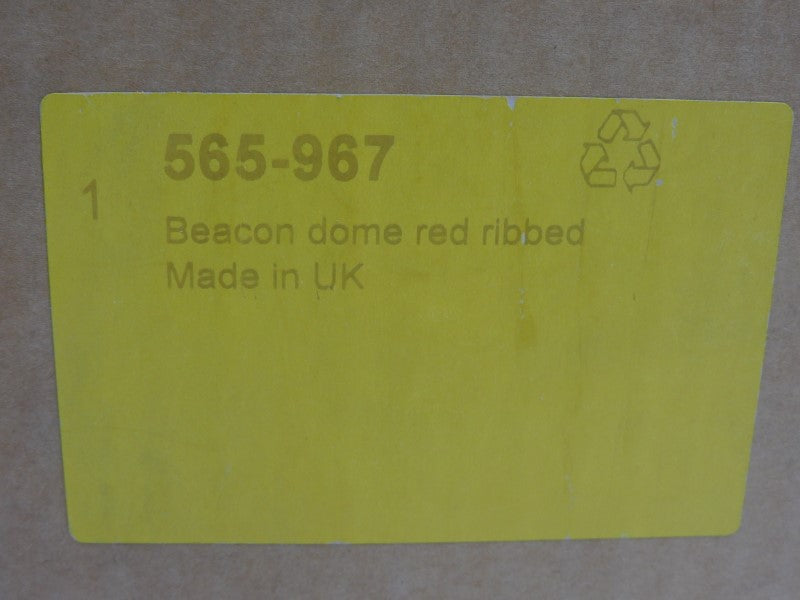 565-967
1
Beacon dome red ribbed
Made in UK